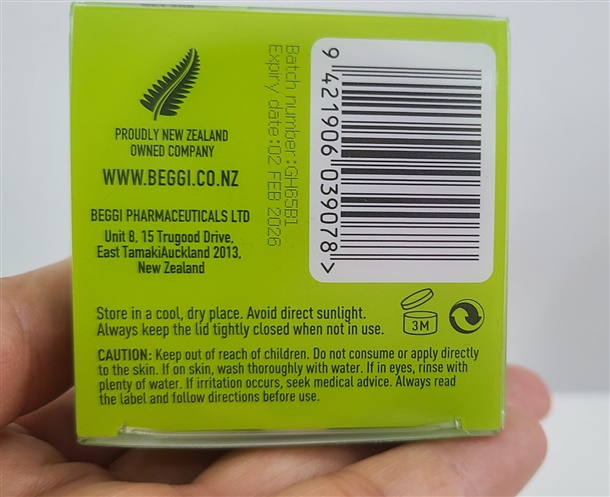 PROUDLY NEW ZEALAND
OWNED COMPANY
WWW.BEGGI.CO.NZ
BEGGI PHARMACEUTICALS LTD
Unit 8, 15 Trugood Drive,
East TamakiAuckland 2013,
New Zealand
Batch number:GH65B1
Expiry date:02 FEB 2026
9 421906 039078 >
Store in a cool, dry place. Avoid direct sunlight.
Always keep the lid tightly closed when not in use.
3M
CAUTION: Keep out of reach of children. Do not consume or apply directly
to the skin. If on skin, wash thoroughly with water. If in eyes, rinse with
plenty of water. If irritation occurs, seek medical advice. Always read
the label and follow directions before use.